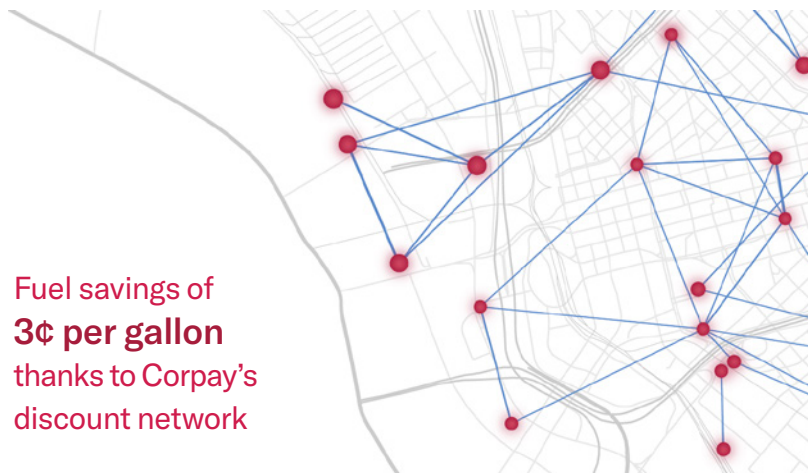 Fuel savings of
3¢ per gallon
thanks to Corpay’s
discount network